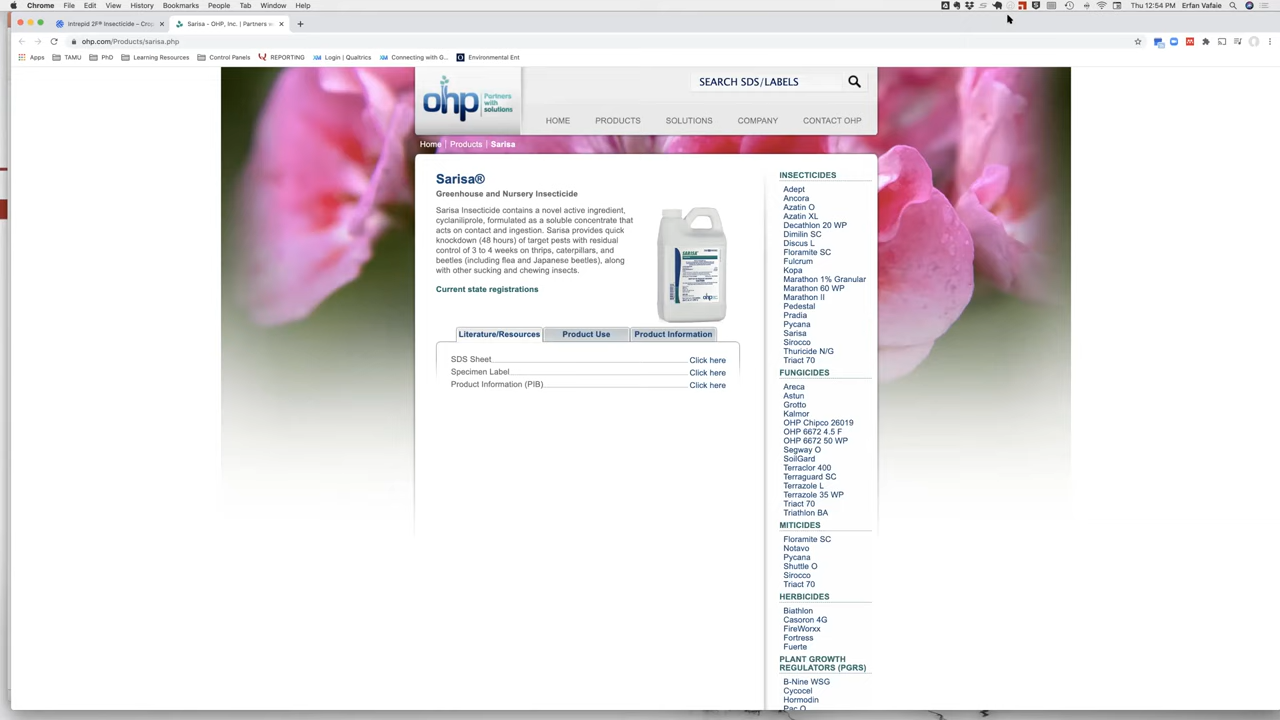 Chrome File Edit View History Bookmarks People Tab Window Help Thu 12:54 PM Erfan Vafaie
Intrepid 2F® Insecticide – Crop Sarisa - OHP, Inc. | Partners w
ohp.com/Products/sarisa.php
Apps TAMU PhD Learning Resources Control Panels REPORTING Login | Qualtrics Connecting with G... Environmental Ent
ohp Partners with solutions
SEARCH SDS/LABELS
HOME PRODUCTS SOLUTIONS COMPANY CONTACT OHP
Home | Products | Sarisa
Sarisa®
Greenhouse and Nursery Insecticide
Sarisa Insecticide contains a novel active ingredient,
cyclaniliprole, formulated as a soluble concentrate that
acts on contact and ingestion. Sarisa provides quick
knockdown (48 hours) of target pests with residual
control of 3 to 4 weeks on thrips, caterpillars, and
beetles (including flea and Japanese beetles), along
with other sucking and chewing insects.
Current state registrations
SARISA
ohp
Literature/Resources Product Use Product Information
SDS Sheet Click here
Specimen Label Click here
Product Information (PIB) Click here
INSECTICIDES
Adept
Ancora
Azatin O
Azatin XL
Decathlon 20 WP
Dimilin SC
Discus L
Floramite SC
Fulcrum
Kopa
Marathon 1% Granular
Marathon 60 WP
Marathon II
Pedestal
Pradia
Pycana
Sarisa
Sirocco
Thuricide N/G
Triact 70
FUNGICIDES
Areca
Astun
Grotto
Kalmor
OHP Chipco 26019
OHP 6672 4.5 F
OHP 6672 50 WP
Segway O
SoilGard
Terraclor 400
Terraguard SC
Terrazole L
Terrazole 35 WP
Triact 70
Triathlon BA
MITICIDES
Floramite SC
Notavo
Pycana
Shuttle O
Sirocco
Triact 70
HERBICIDES
Biathlon
Casoron 4G
FireWorxx
Fortress
Fuerte
PLANT GROWTH
REGULATORS (PGRS)
B-Nine WSG
Cycocel
Hormodin
Pac O